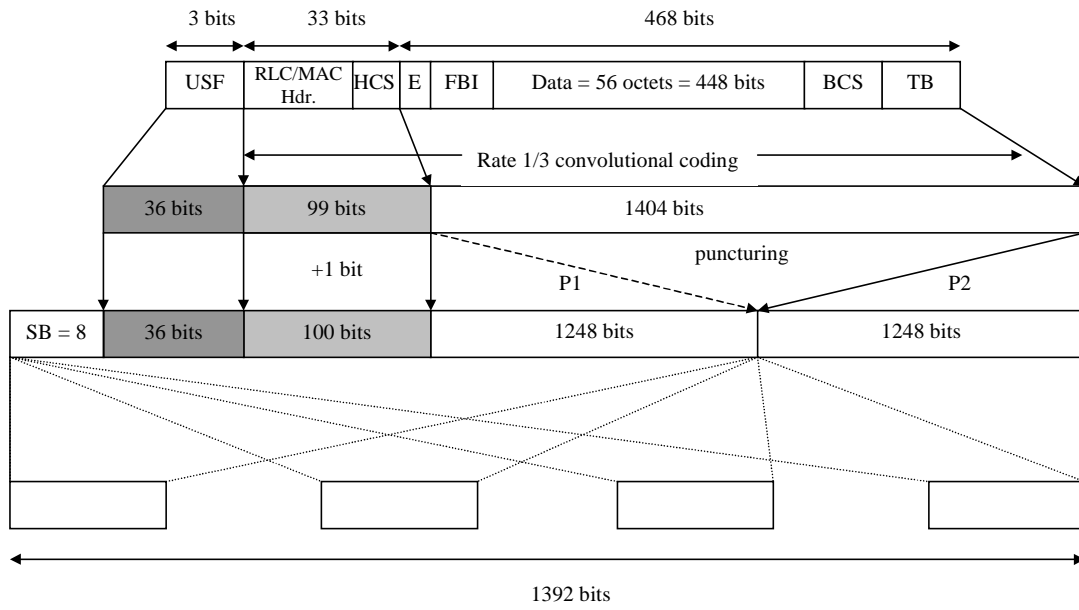 3 bits 33 bits 468 bits
USF RLC/MAC Hdr. HCS E FBI Data = 56 octets = 448 bits BCS TB
Rate 1/3 convolutional coding
36 bits 99 bits 1404 bits
+1 bit puncturing
P1 P2
SB = 8 36 bits 100 bits 1248 bits 1248 bits
1392 bits